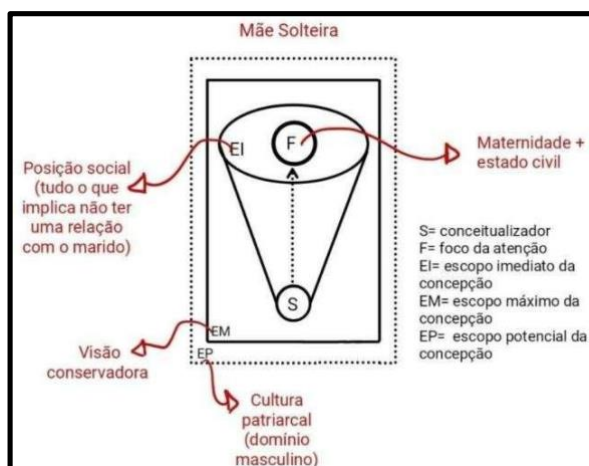 Mãe Solteira
EI
F
Maternidade +
estado civil
Posição social
(tudo o que
implica não ter
uma relação
com o marido)
S= conceitualizador
F= foco da atenção
EI= escopo imediato da
concepção
EM= escopo máximo da
concepção
EP= escopo potencial da
concepção
S
EM
EP
Visão
conservadora
Cultura
patriarcal
(domínio
masculino)